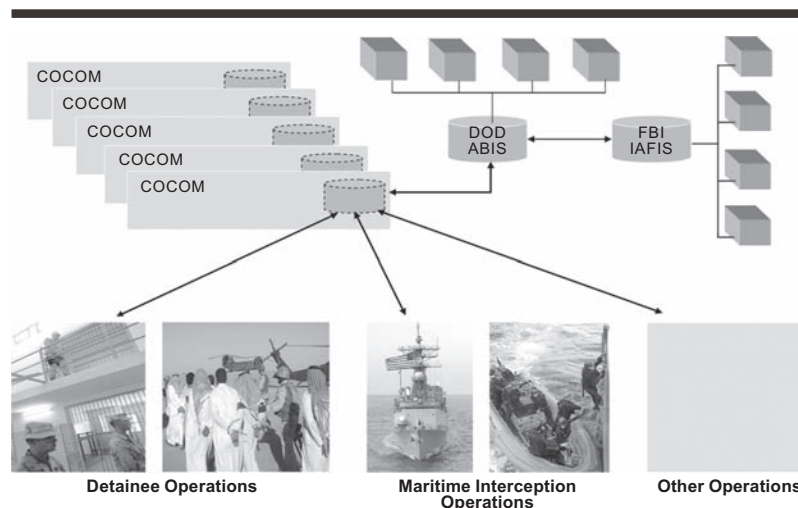 COCOM
COCOM
COCOM
COCOM
COCOM
DOD
ABIS
FBI
IAFIS
Detainee Operations
Maritime Interception
Operations
Other Operations